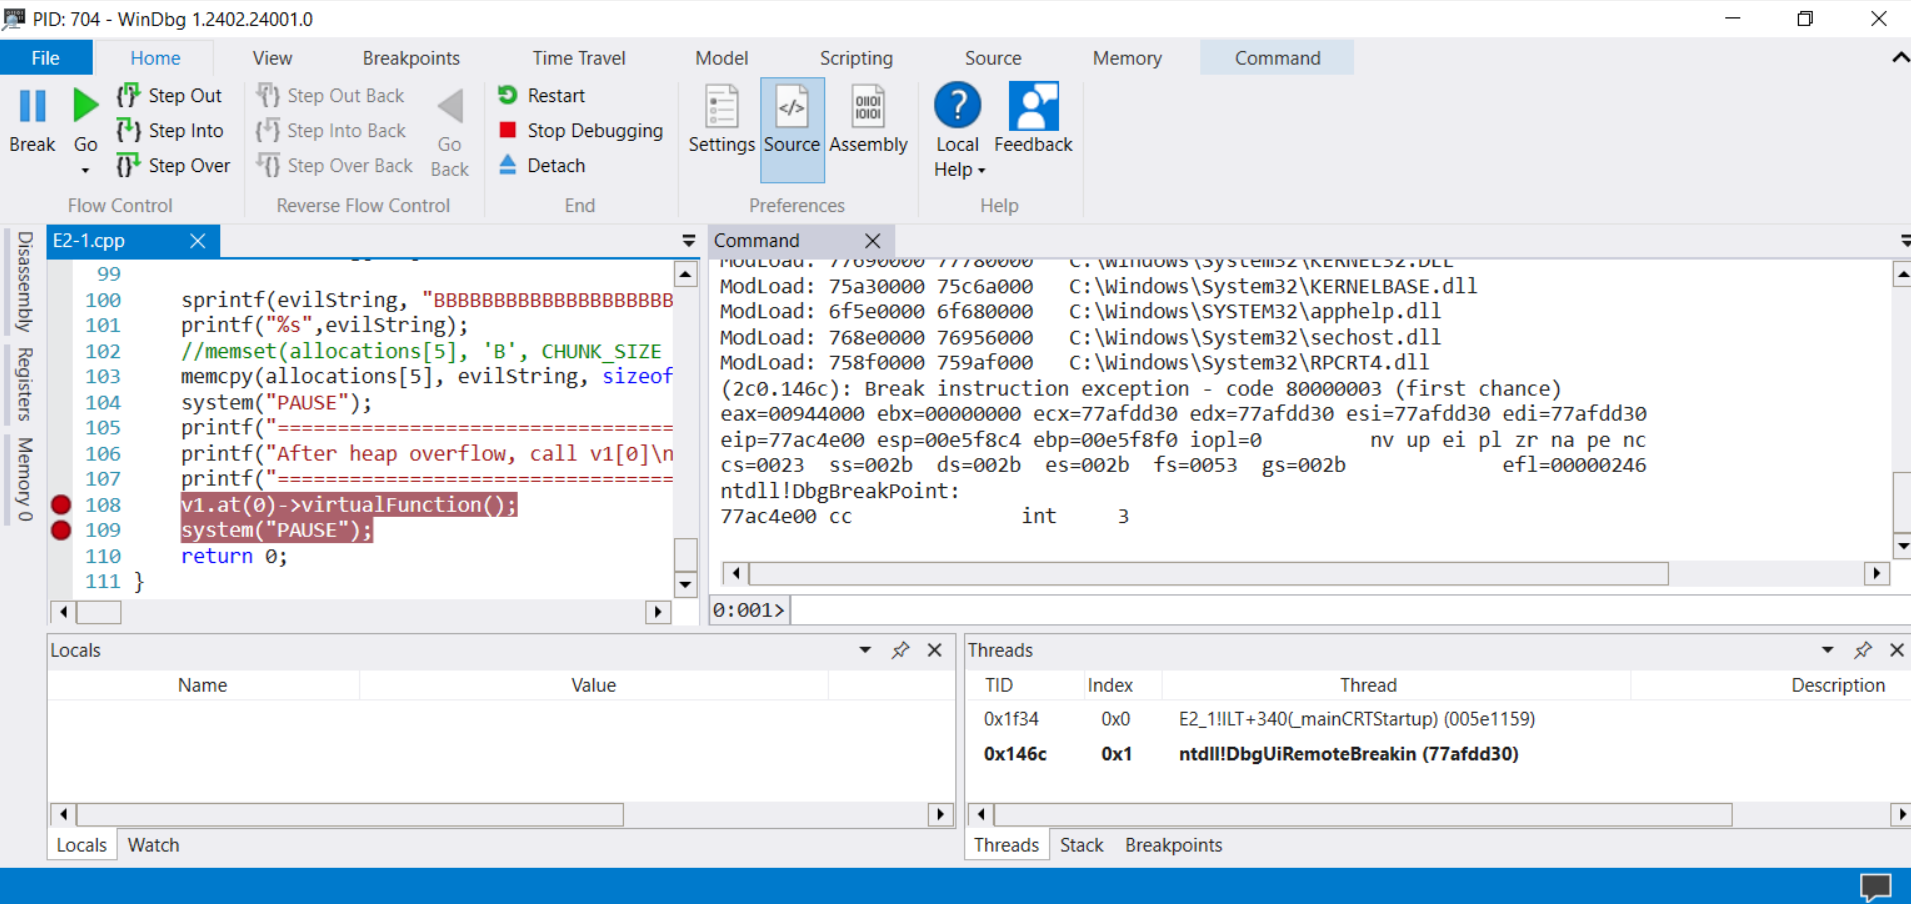 PID: 704 - WinDbg 1.2402.24001.0
File Home View Breakpoints Time Travel Model Scripting Source Memory Command
Break
Go
Step Out
Step Into
Step Over
Flow Control
Step Out Back
Step Into Back
Step Over Back
Go Back
Reverse Flow Control
Restart
Stop Debugging
Detach
End
Settings
Source
Assembly
Preferences
Local Help
Feedback
Help
Disassembly
Registers
Memory 0
E2-1.cpp
99
100 sprintf(evilString, "BBBBBBBBBBBBBBBBBBBB
101 printf("%s",evilString);
102 //memset(allocations[5], 'B', CHUNK_SIZE
103 memcpy(allocations[5], evilString, sizeof
104 system("PAUSE");
105 printf("=================================
106 printf("After heap overflow, call v1[0]\n
107 printf("=================================
108 v1.at(0)->virtualFunction();
109 system("PAUSE");
110 return 0;
111 }
Command
ModLoad: 77690000 77780000 C:\Windows\System32\KERNEL32.DLL
ModLoad: 75a30000 75c6a000 C:\Windows\System32\KERNELBASE.dll
ModLoad: 6f5e0000 6f680000 C:\Windows\SYSTEM32\apphelp.dll
ModLoad: 768e0000 76956000 C:\Windows\System32\sechost.dll
ModLoad: 758f0000 759af000 C:\Windows\System32\RPCRT4.dll
(2c0.146c): Break instruction exception - code 80000003 (first chance)
eax=00944000 ebx=00000000 ecx=77afdd30 edx=77afdd30 esi=77afdd30 edi=77afdd30
eip=77ac4e00 esp=00e5f8c4 ebp=00e5f8f0 iopl=0 nv up ei pl zr na pe nc
cs=0023 ss=002b ds=002b es=002b fs=0053 gs=002b efl=00000246
ntdll!DbgBreakPoint:
77ac4e00 cc int 3
0:001>
Locals
Name Value
Locals Watch
Threads
TID Index Thread Description
0x1f34 0x0 E2_1!ILT+340(_mainCRTStartup) (005e1159)
0x146c 0x1 ntdll!DbgUiRemoteBreakin (77afdd30)
Threads Stack Breakpoints